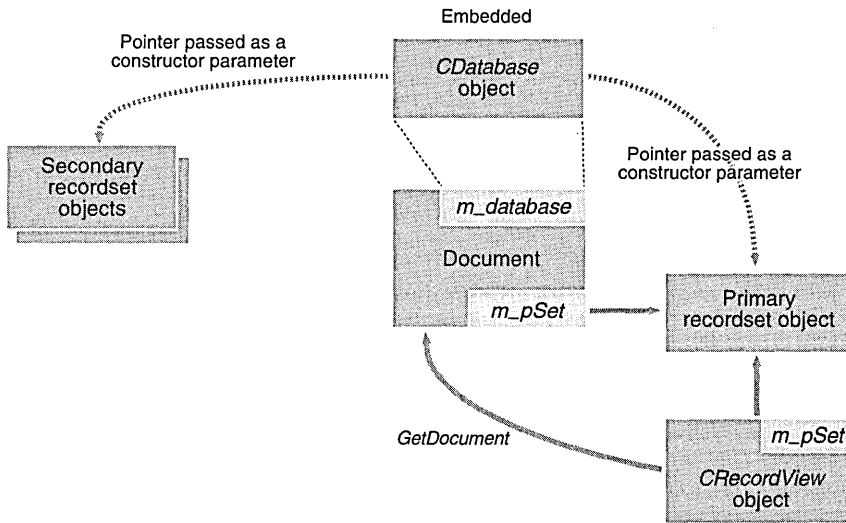 Embedded
Pointer passed as a
constructor parameter
CDatabase
object
Secondary
recordset
objects
Pointer passed as a
constructor parameter
m_database
Document
m_pSet
Primary
recordset object
GetDocument
m_pSet
CRecordView
object